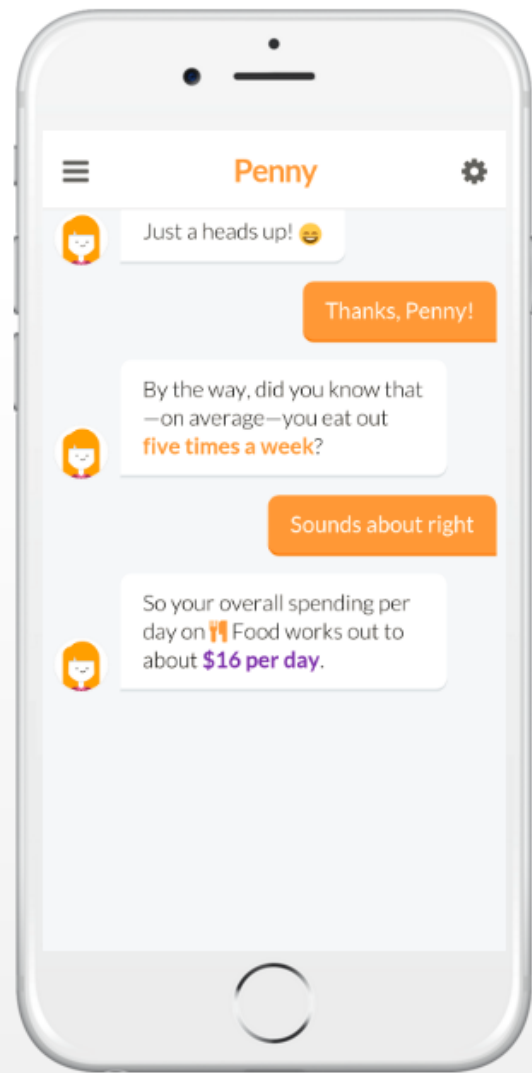 Penny
Just a heads up! 😄
Thanks, Penny!
By the way, did you know that
—on average—you eat out
five times a week?
Sounds about right
So your overall spending per
day on 🍴 Food works out to
about $16 per day.